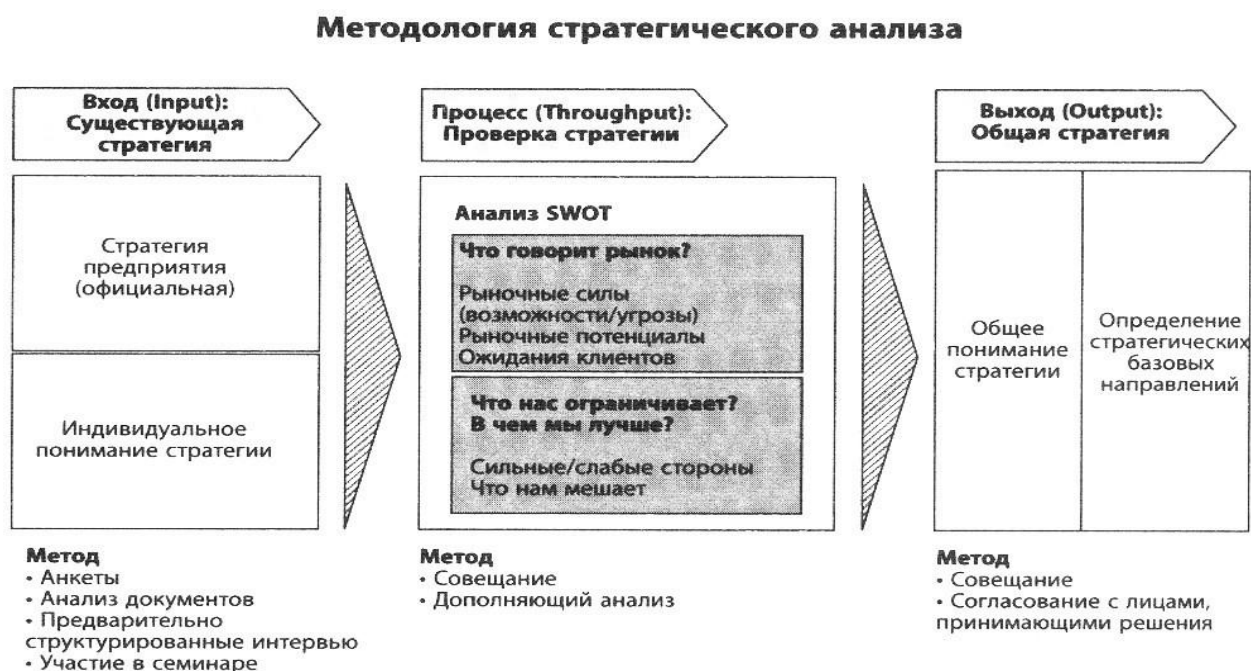 Методология стратегического анализа
Вход (Input):
Существующая
стратегия
Стратегия
предприятия
(официальная)
Индивидуальное
понимание стратегии
Метод
• Анкеты
• Анализ документов
• Предварительно
структурированные интервью
• Участие в семинаре
Процесс (Throughput):
Проверка стратегии
Анализ SWOT
Что говорит рынок?
Рыночные силы
(возможности/угрозы)
Рыночные потенциалы
Ожидания клиентов
Что нас ограничивает?
В чем мы лучше?
Сильные/слабые стороны
Что нам мешает
Метод
• Совещание
• Дополняющий анализ
Выход (Output):
Общая стратегия
Общее
понимание
стратегии
Определение
стратегических
базовых
направлений
Метод
• Совещание
• Согласование с лицами,
принимающими решения